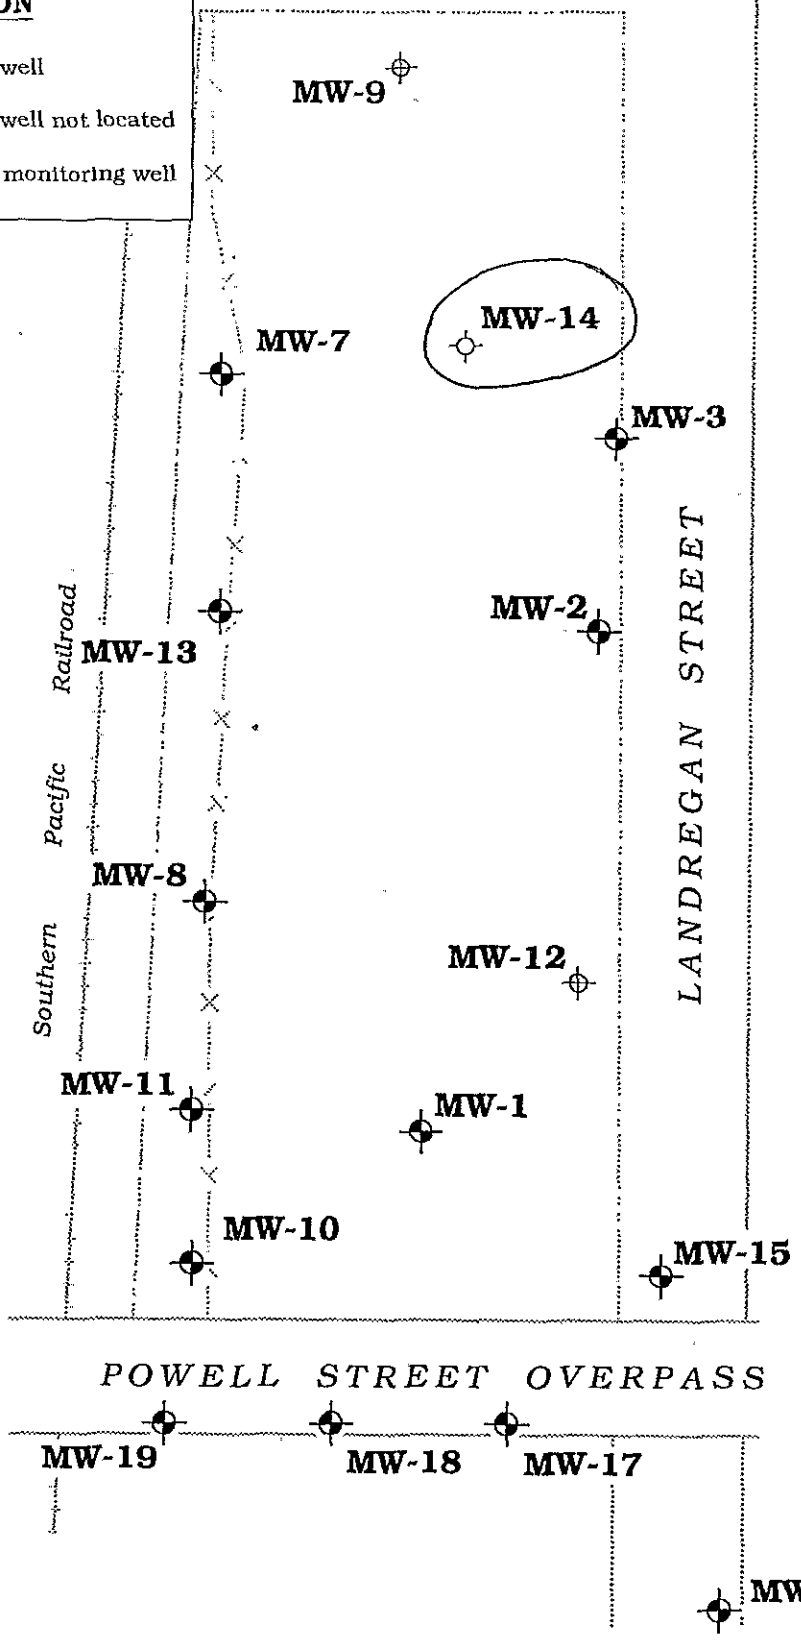 ON
well
well not located
monitoring well
MW-9
MW-14
MW-7
MW-3
MW-2
MW-13
Southern Pacific Railroad
LANDREGAN STREET
MW-8
MW-12
MW-11
MW-1
MW-10
MW-15
POWELL STREET OVERPASS
MW-19
MW-18
MW-17
MW